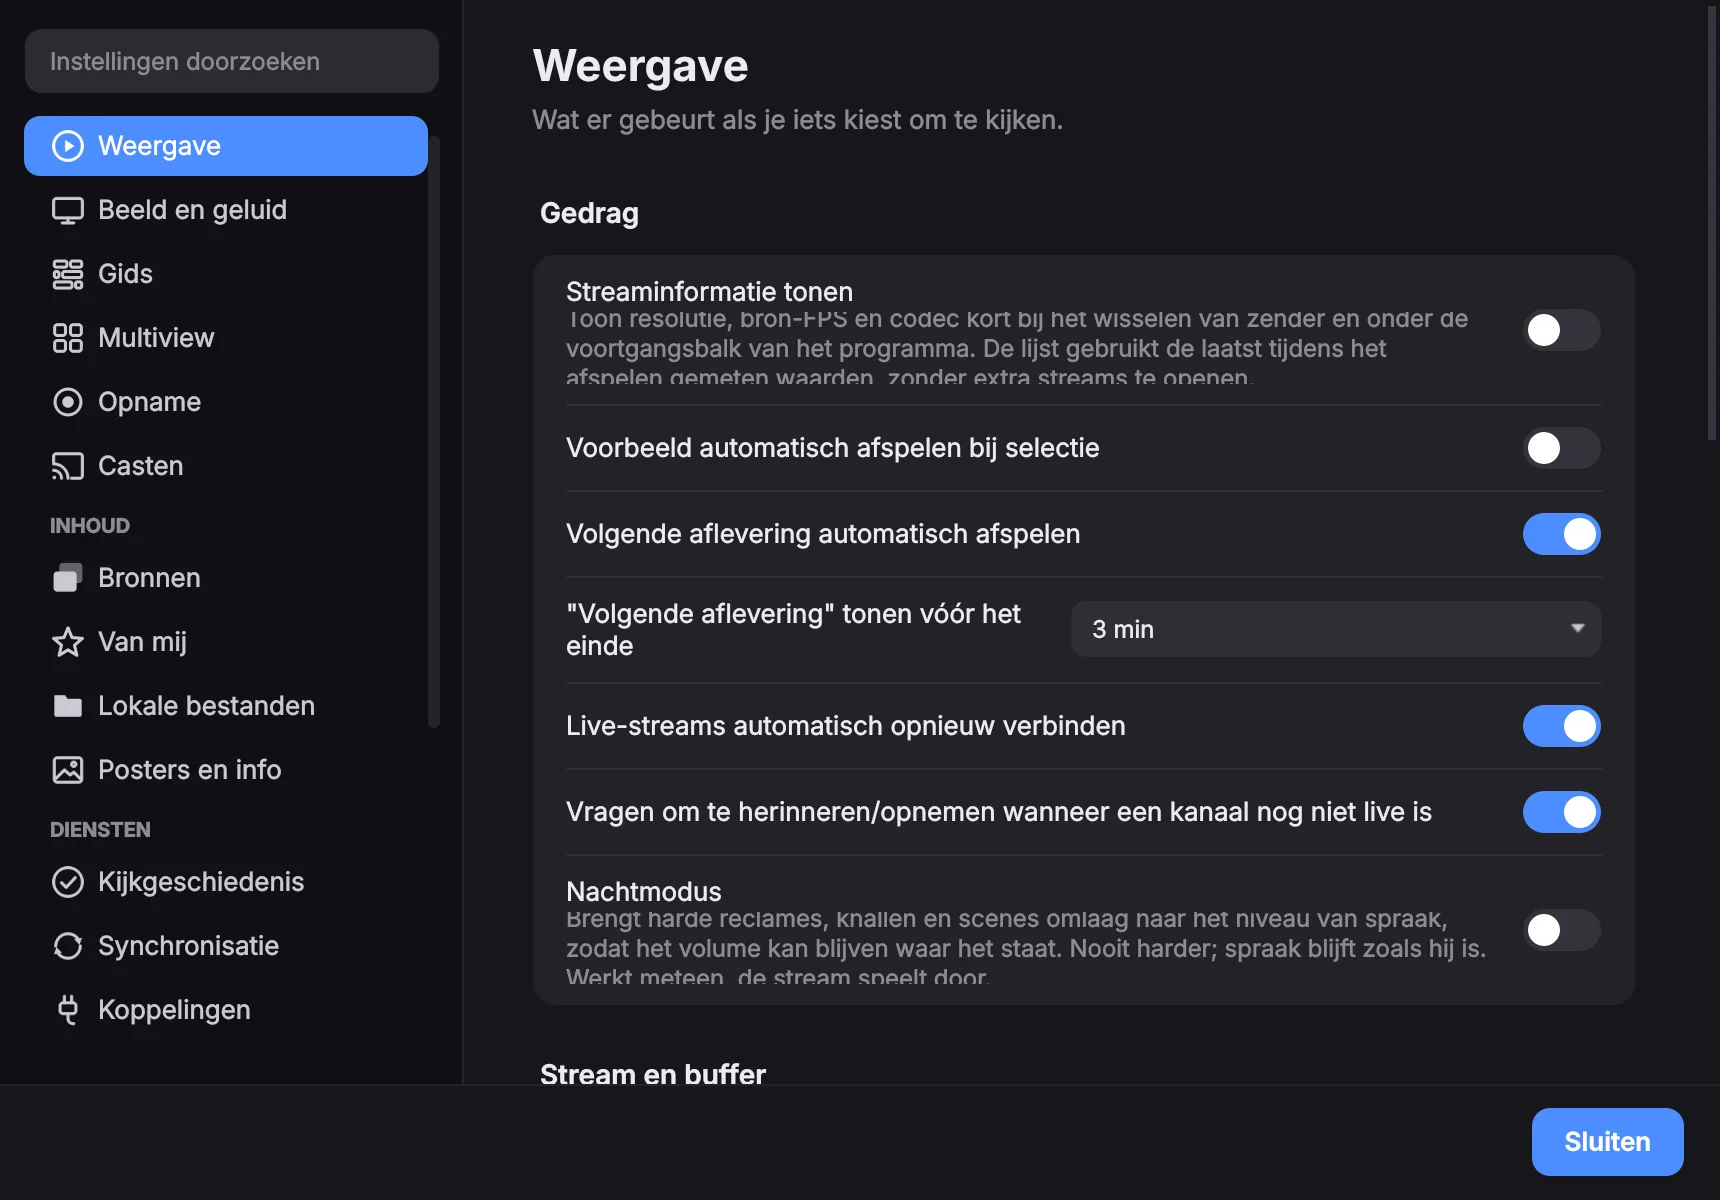 Instellingen doorzoeken
Weergave
Beeld en geluid
Gids
Multiview
Opname
Casten
INHOUD
Bronnen
Van mij
Lokale bestanden
Posters en info
DIENSTEN
Kijkgeschiedenis
Synchronisatie
Koppelingen
Weergave
Wat er gebeurt als je iets kiest om te kijken.
Gedrag
Streaminformatie tonen
Toon resolutie, bron-FPS en codec kort bij het wisselen van zender en onder de
voortgangsbalk van het programma. De lijst gebruikt de laatst tijdens het
afspelen gemeten waarden, zonder extra streams te openen.
Voorbeeld automatisch afspelen bij selectie
Volgende aflevering automatisch afspelen
"Volgende aflevering" tonen vóór het
einde
3 min
Live-streams automatisch opnieuw verbinden
Vragen om te herinneren/opnemen wanneer een kanaal nog niet live is
Nachtmodus
Brengt harde reclames, knallen en scènes omlaag naar het niveau van spraak,
zodat het volume kan blijven waar het staat. Nooit harder; spraak blijft zoals hij is.
Werkt meteen, de stream speelt door.
Stream en buffer
Sluiten